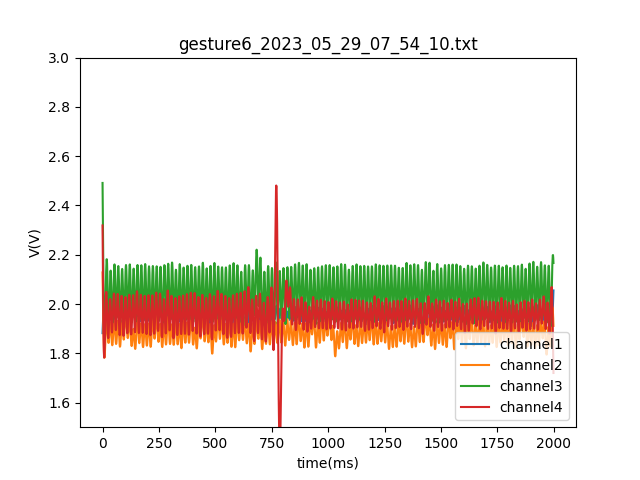 gesture6_2023_05_29_07_54_10.txt
3.0
2.8
2.6
2.4
2.2
2.0
1.8
1.6
V(V)
channel1
channel2
channel3
channel4
0 250 500 750 1000 1250 1500 1750 2000
time(ms)